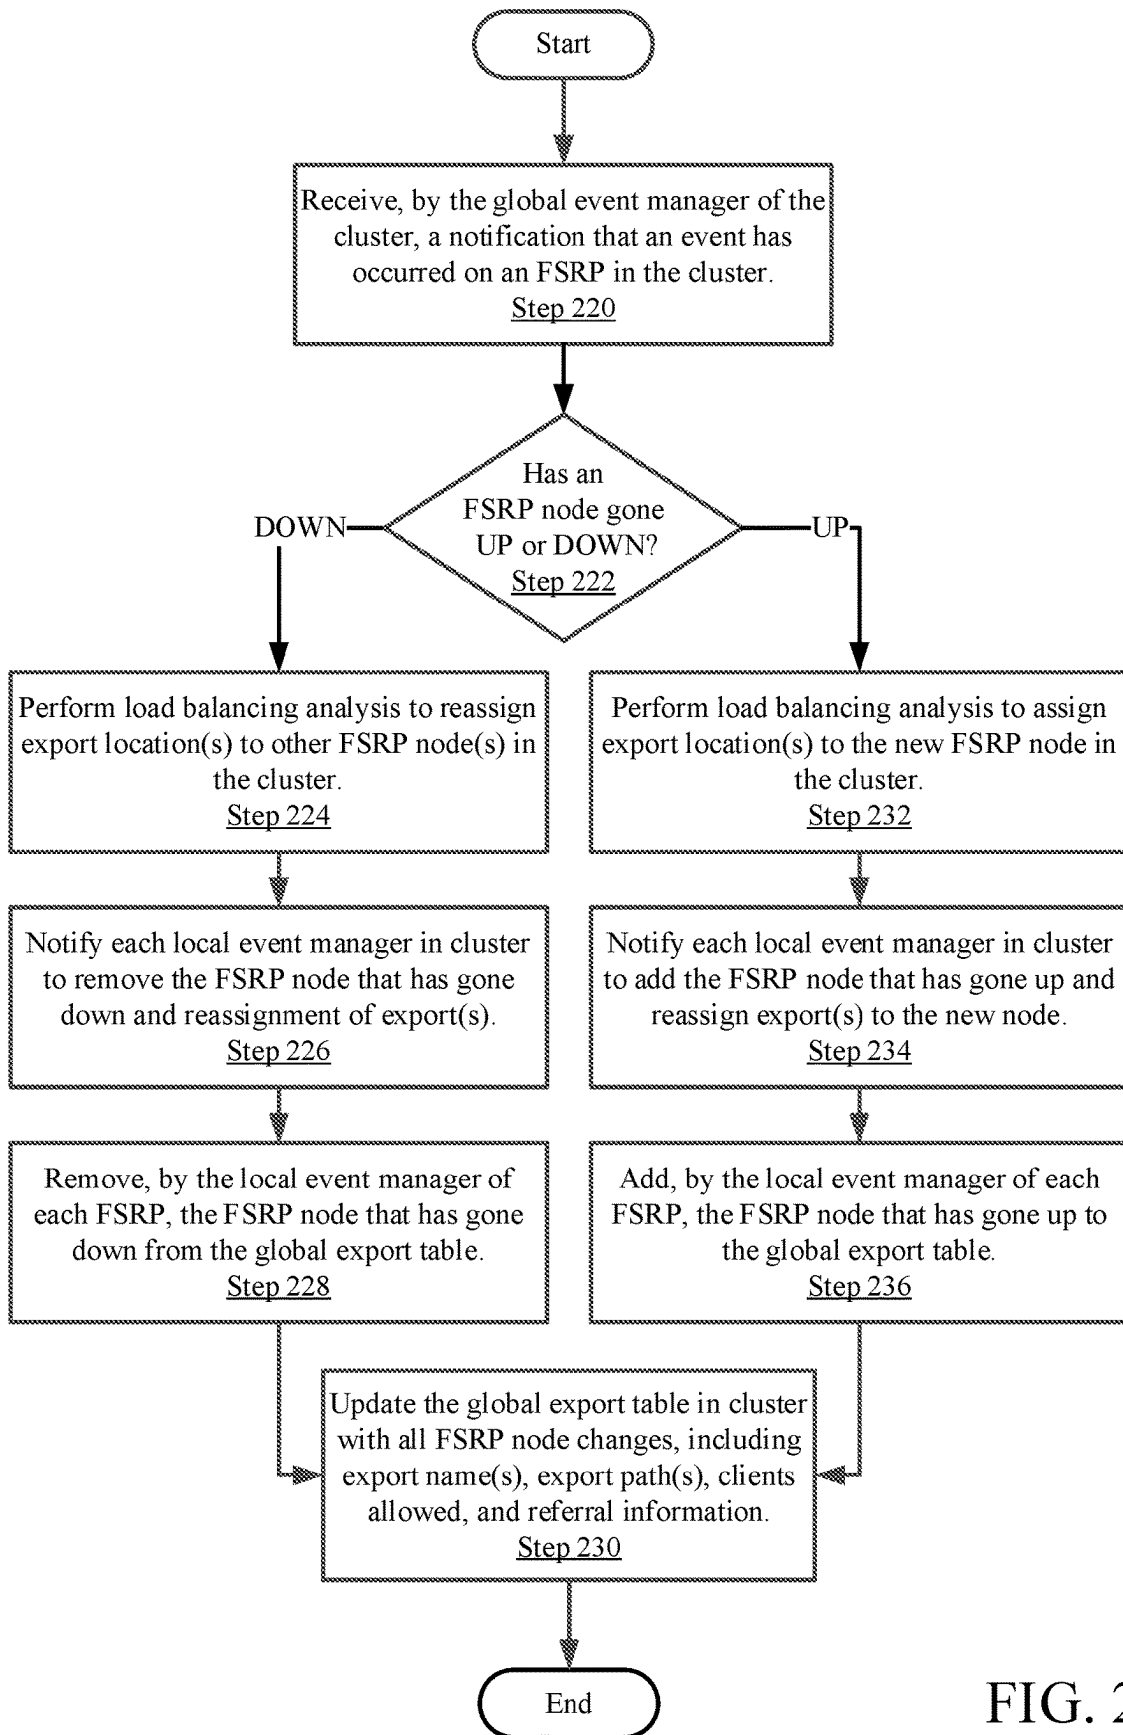 Start
Receive, by the global event manager of the
cluster, a notification that an event has
occurred on an FSRP in the cluster.
Step 220
Has an
FSRP node gone
UP or DOWN?
Step 222
DOWN
UP
Perform load balancing analysis to reassign
export location(s) to other FSRP node(s) in
the cluster.
Step 224
Perform load balancing analysis to assign
export location(s) to the new FSRP node in
the cluster.
Step 232
Notify each local event manager in cluster
to remove the FSRP node that has gone
down and reassignment of export(s).
Step 226
Notify each local event manager in cluster
to add the FSRP node that has gone up and
reassign export(s) to the new node.
Step 234
Remove, by the local event manager of
each FSRP, the FSRP node that has gone
down from the global export table.
Step 228
Add, by the local event manager of each
FSRP, the FSRP node that has gone up to
the global export table.
Step 236
Update the global export table in cluster
with all FSRP node changes, including
export name(s), export path(s), clients
allowed, and referral information.
Step 230
End
FIG. 2